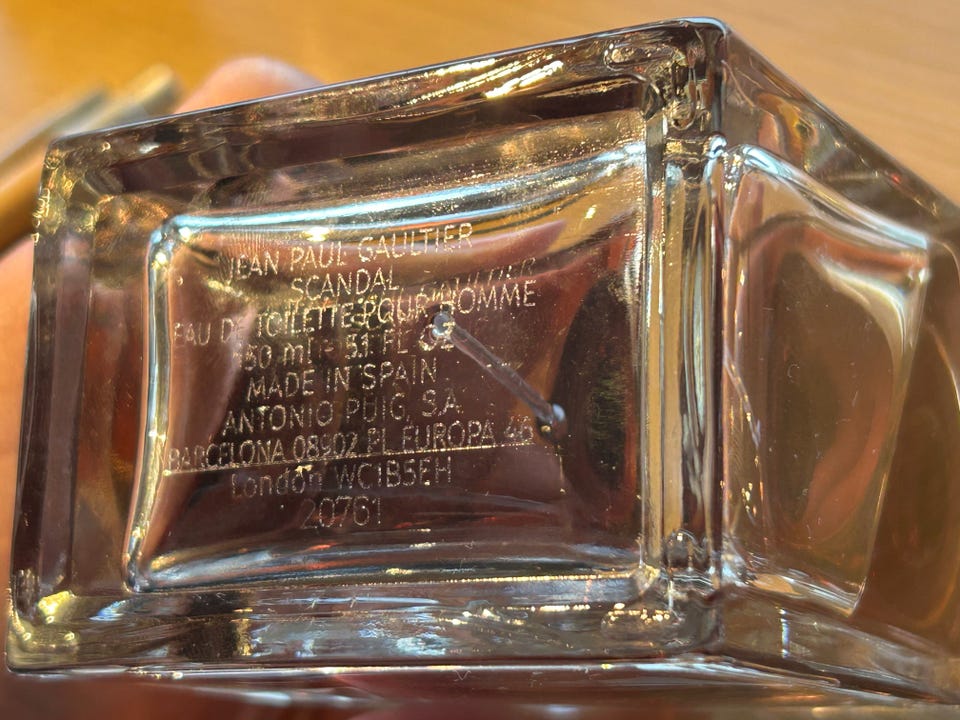 JEAN PAUL GAULTIER
SCANDAL
EAU DE TOILETTE POUR HOMME
150 ml - 5.1 FL OZ
MADE IN SPAIN
ANTONIO PUIG, S.A.
BARCELONA 08902 PL EUROPA 46
London WC1B5EH
20761